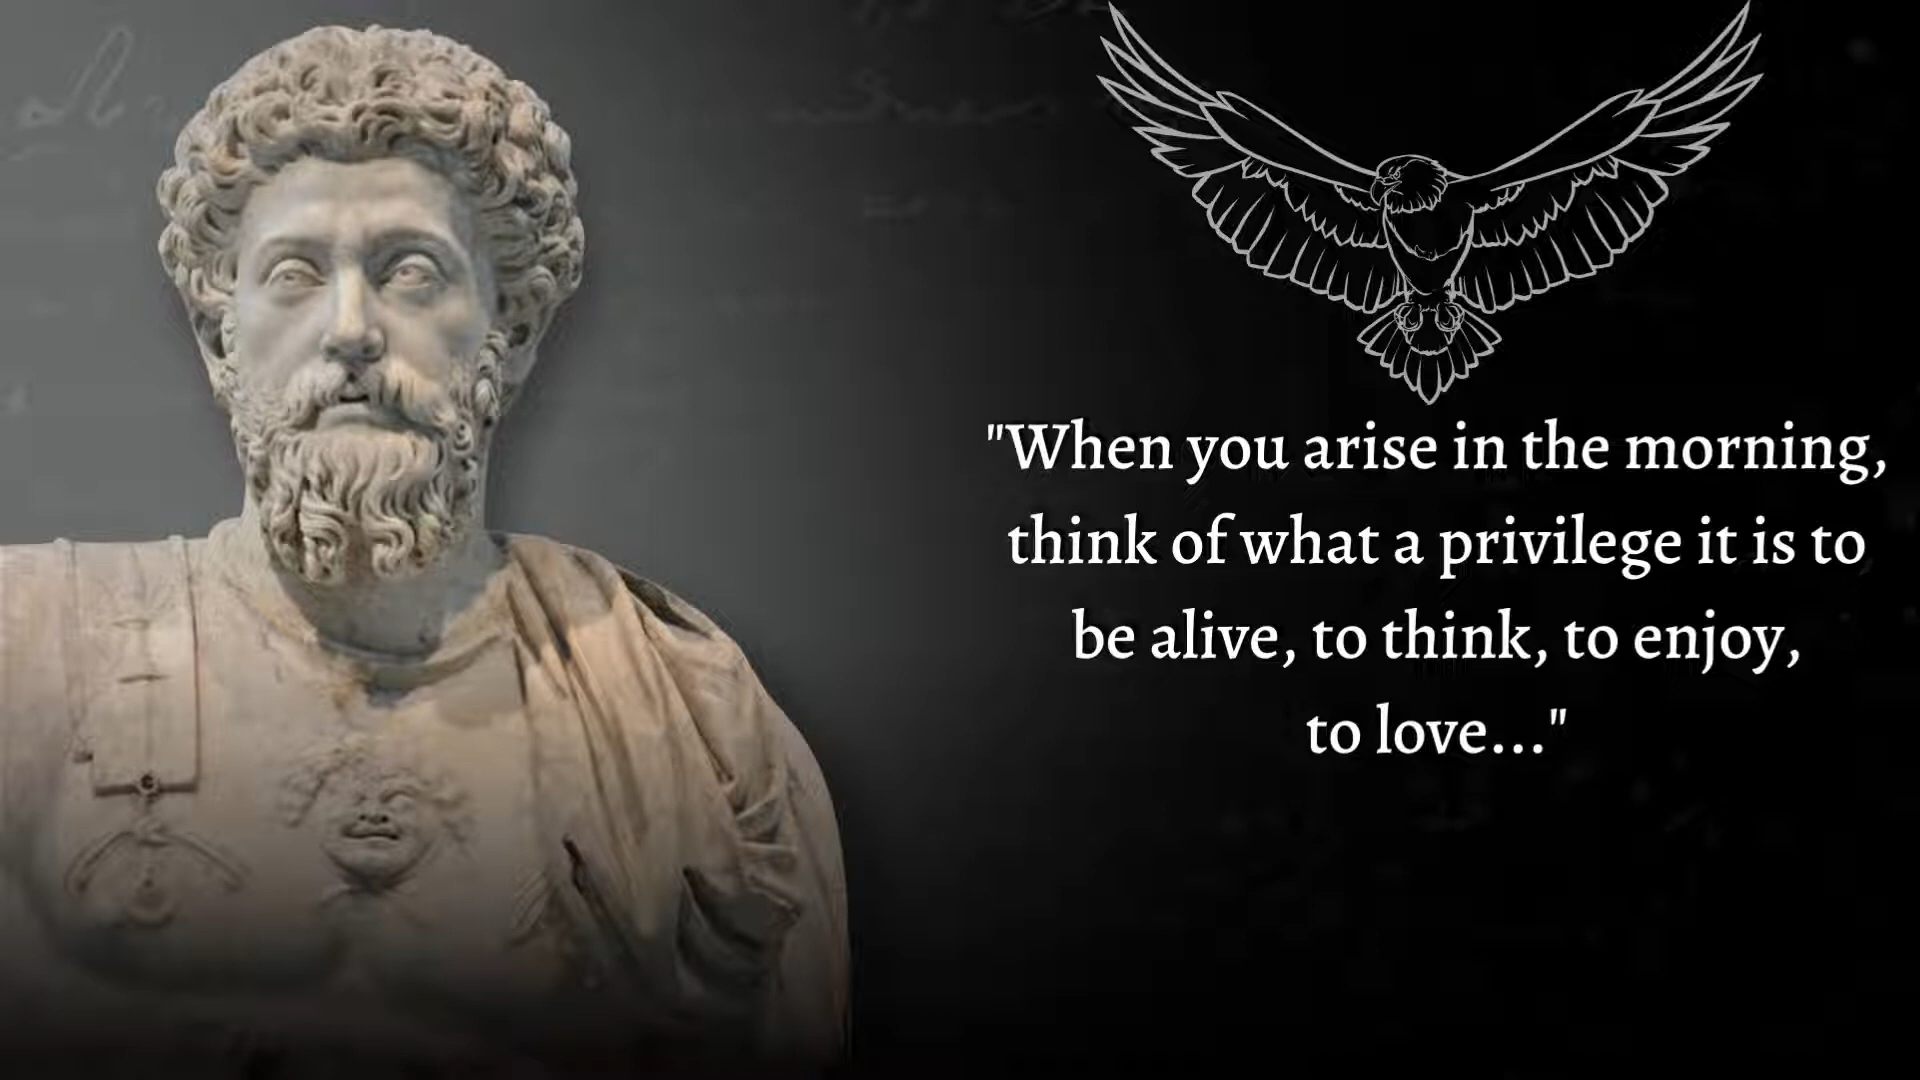 "When you arise in the morning,
think of what a privilege it is to
be alive, to think, to enjoy,
to love..."